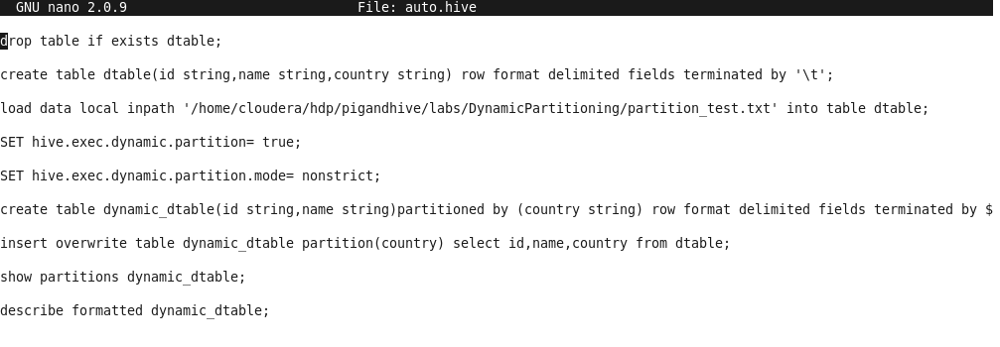 GNU nano 2.0.9 File: auto.hive
drop table if exists dtable;
create table dtable(id string,name string,country string) row format delimited fields terminated by '\t';
load data local inpath '/home/cloudera/hdp/pigandhive/labs/DynamicPartitioning/partition_test.txt' into table dtable;
SET hive.exec.dynamic.partition= true;
SET hive.exec.dynamic.partition.mode= nonstrict;
create table dynamic_dtable(id string,name string)partitioned by (country string) row format delimited fields terminated by $
insert overwrite table dynamic_dtable partition(country) select id,name,country from dtable;
show partitions dynamic_dtable;
describe formatted dynamic_dtable;